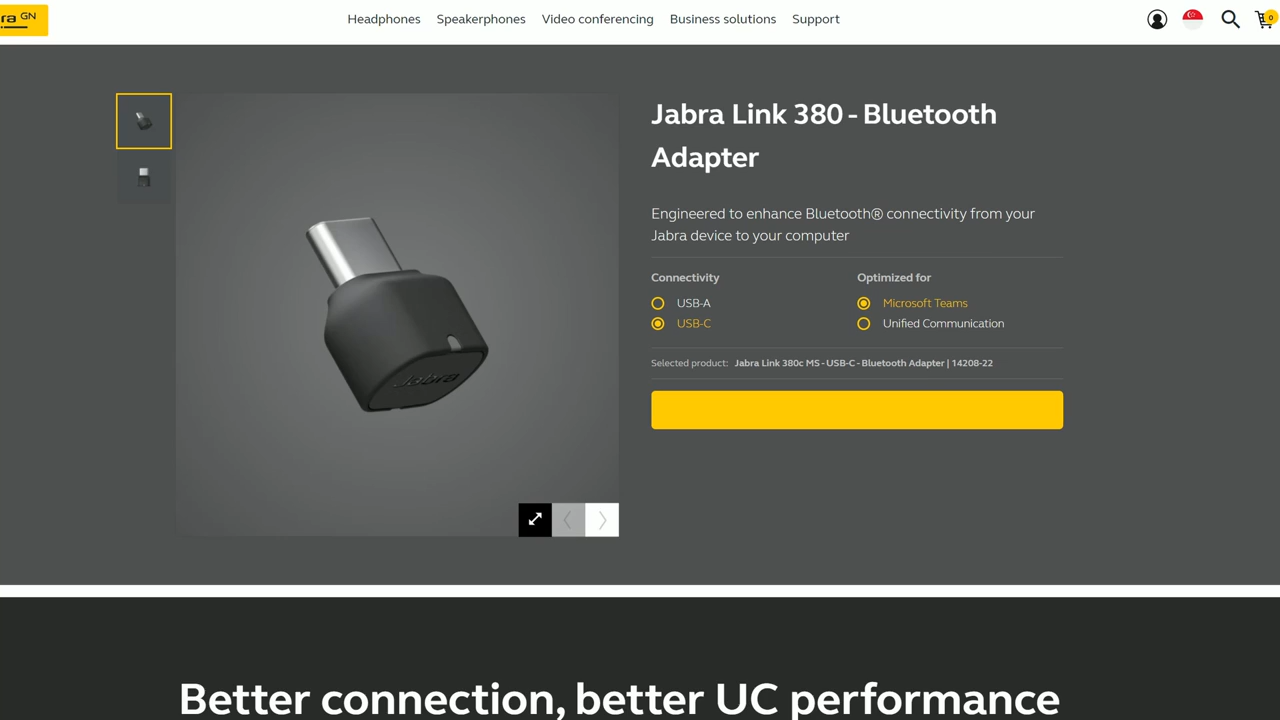 ra GN
Headphones Speakerphones Video conferencing Business solutions Support
0
Jabra Link 380 - Bluetooth
Adapter
Engineered to enhance Bluetooth® connectivity from your
Jabra device to your computer
Connectivity Optimized for
USB-A Microsoft Teams
USB-C Unified Communication
Selected product: Jabra Link 380c MS - USB-C - Bluetooth Adapter | 14208-22
Jabra
Better connection, better UC performance